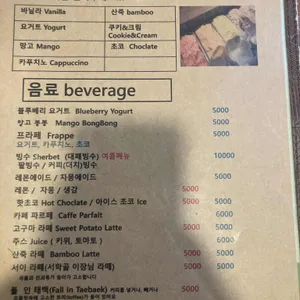 바닐라 Vanilla 산죽 bamboo
요거트 Yogurt 쿠키&크림 Cookie&Cream
망고 Mango 초코 Choclate
카푸치노 Cappuccino
음료 beverage
블루베리 요거트 Blueberry Yogurt 5000
망고 봉봉 Mango BongBong 5000
프라페 Frappe 5000
요거트, 카푸치노, 초코
빙수 Sherbet (대패빙수) 여름메뉴 10000
팥빙수 / 커피(더치)빙수
레몬에이드 / 자몽에이드 5000
레몬 / 자몽 / 생강 5000
핫초코 Hot Choclate / 아이스 초코 Ice 5000 5000
카페 파르페 Caffe Parfait 6000
고구마 라떼 Sweet Potato Latte 5000 5000
주스 Juice ( 키위, 토마토 ) 6000
산죽 라떼 Bamboo Latte 5000 5000
서이 라떼 (서학골 이장님 라떼) 5000 5000
폴 인 태백(Fall in Taebaek) 5000